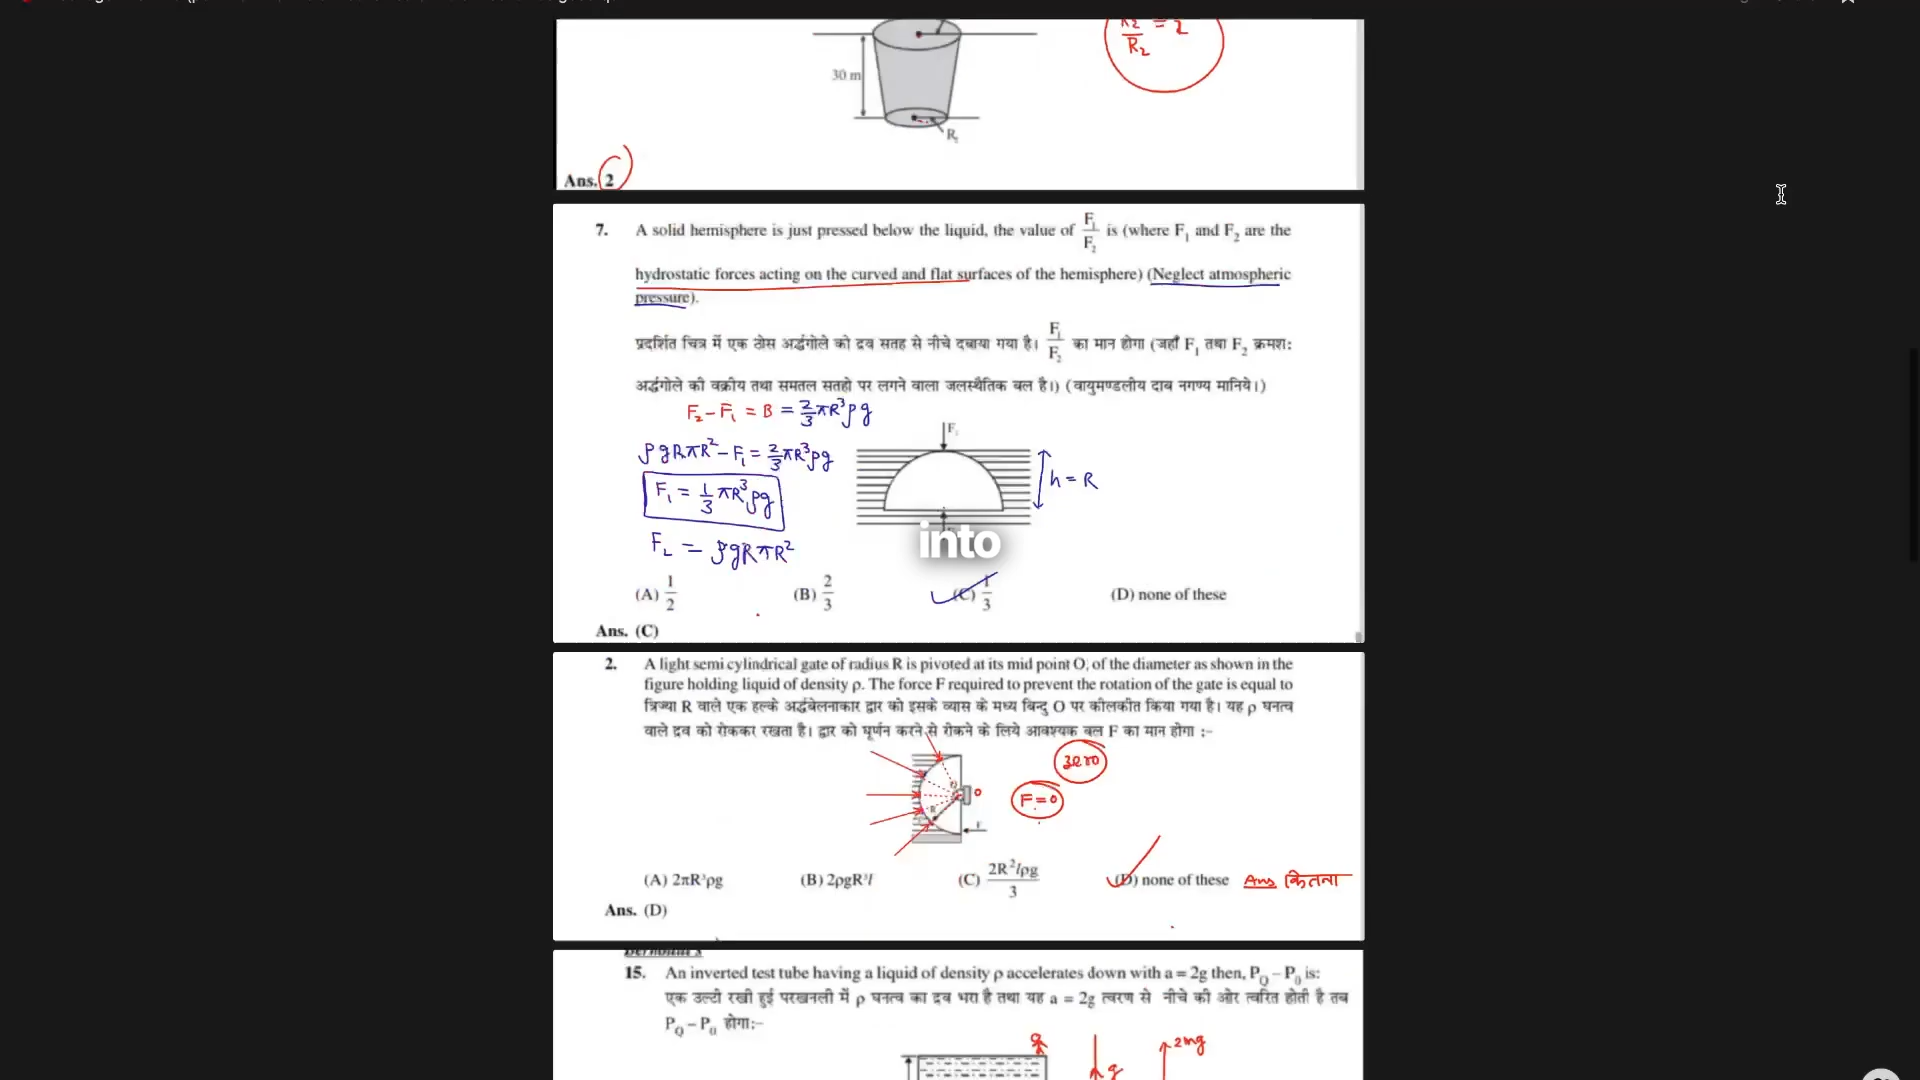 R2
30 m
R₂
Ans. 2
7. A solid hemisphere is just pressed below the liquid, the value of F₁/F₂ is (where F₁ and F₂ are the
hydrostatic forces acting on the curved and flat surfaces of the hemisphere) (Neglect atmospheric
pressure).
प्रदर्शित चित्र में एक ठोस अर्द्धगोले को द्रव सतह से नीचे दबाया गया है। F₁/F₂ का मान होगा (जहाँ F₁ तथा F₂ क्रमश:
अर्द्धगोले की वक्रीय तथा समतल सतहो पर लगने वाला जलस्थैतिक बल है।) (वायुमण्डलीय दाब नगण्य मानिये।)
F₂ - F₁ = B = 2/3 πR³ρg
ρgRπR² - F₁ = 2/3 πR³ρg
F₁ = 1/3 πR³ρg
h = R
into
F₂ = ρgRπR²
(A) 1/2 (B) 2/3 (C) 1/3 (D) none of these
Ans. (C)
2. A light semi cylindrical gate of radius R is pivoted at its mid point O, of the diameter as shown in the
figure holding liquid of density ρ. The force F required to prevent the rotation of the gate is equal to
त्रिज्या R वाले एक हल्के अर्द्धबेलनाकार द्वार को इसके व्यास के मध्य बिन्दु O पर कीलकीत किया गया है। यह ρ घनत्व
वाले द्रव को रोककर रखता है। द्वार को घूर्णन करने से रोकने के लिये आवश्यक बल F का मान होगा :-
zero
F = 0
(A) 2πR³ρg (B) 2ρgR³l (C) 2R²lρg/3 (D) none of these Ans कितना
Ans. (D)
15. An inverted test tube having a liquid of density ρ accelerates down with a = 2g then, P_Q – P₀ is:
एक उल्टी रखी हुई परखनली में ρ घनत्व का द्रव भरा है तथा यह a = 2g त्वरण से नीचे की ओर त्वरित होती है तब
P_Q – P₀ होगा:–
2mg
g